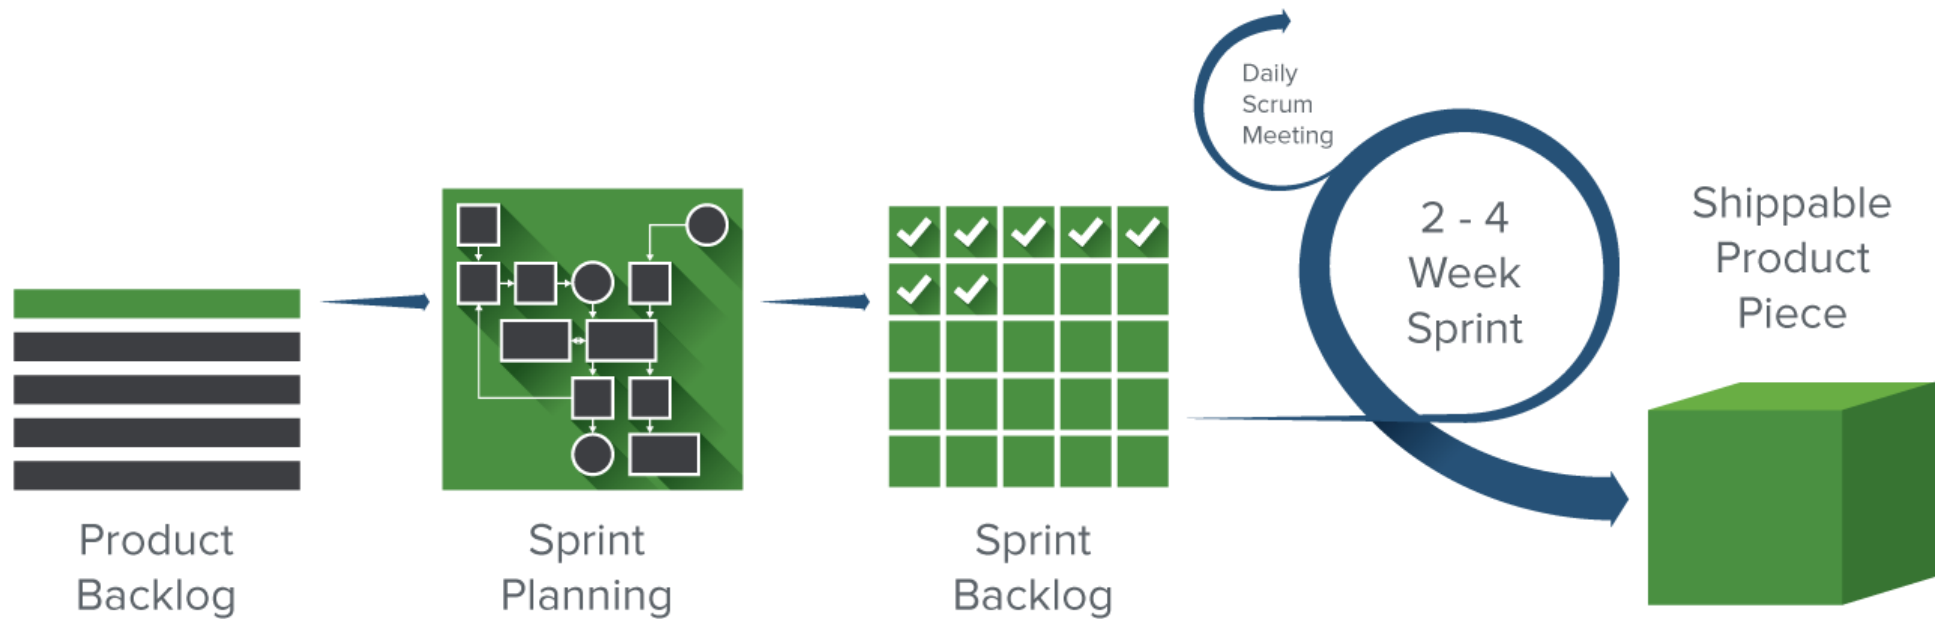 Product
Backlog
Sprint
Planning
Sprint
Backlog
Daily
Scrum
Meeting
2 - 4
Week
Sprint
Shippable
Product
Piece